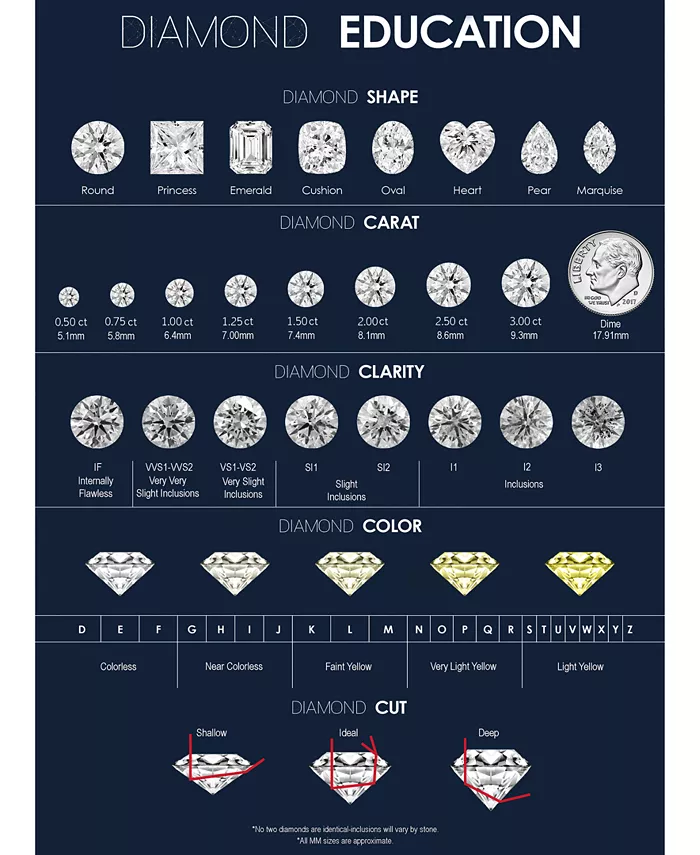 DIAMOND EDUCATION
DIAMOND SHAPE
Round Princess Emerald Cushion Oval Heart Pear Marquise
DIAMOND CARAT
LIBERTY
IN GOD
WE TRUST
D
2017
0.50 ct 0.75 ct 1.00 ct 1.25 ct 1.50 ct 2.00 ct 2.50 ct 3.00 ct Dime
5.1mm 5.8mm 6.4mm 7.00mm 7.4mm 8.1mm 8.6mm 9.3mm 17.91mm
DIAMOND CLARITY
IF VVS1-VVS2 VS1-VS2 SI1 SI2 I1 I2 I3
Internally Very Very Very Slight Slight Inclusions
Flawless Slight Inclusions Inclusions Inclusions
DIAMOND COLOR
D E F G H I J K L M N O P Q R S T U V W X Y Z
Colorless Near Colorless Faint Yellow Very Light Yellow Light Yellow
DIAMOND CUT
Shallow Ideal Deep
*No two diamonds are identical-inclusions will vary by stone.
*All MM sizes are approximate.